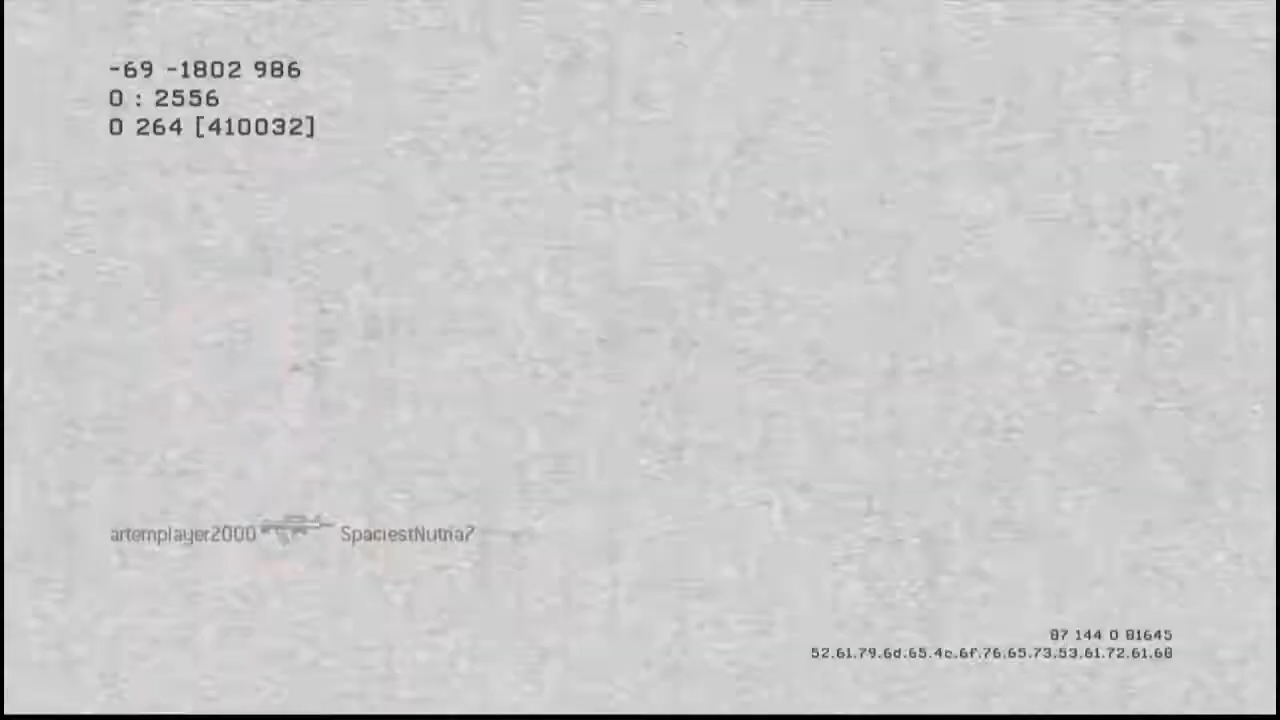 -69 -1802 986
0 : 2556
0 264 [410032]
artemplayer2000 SpaciestNutria7
87 144 0 81645
52.61.79.6d.65.4c.6f.76.65.73.53.61.72.61.68